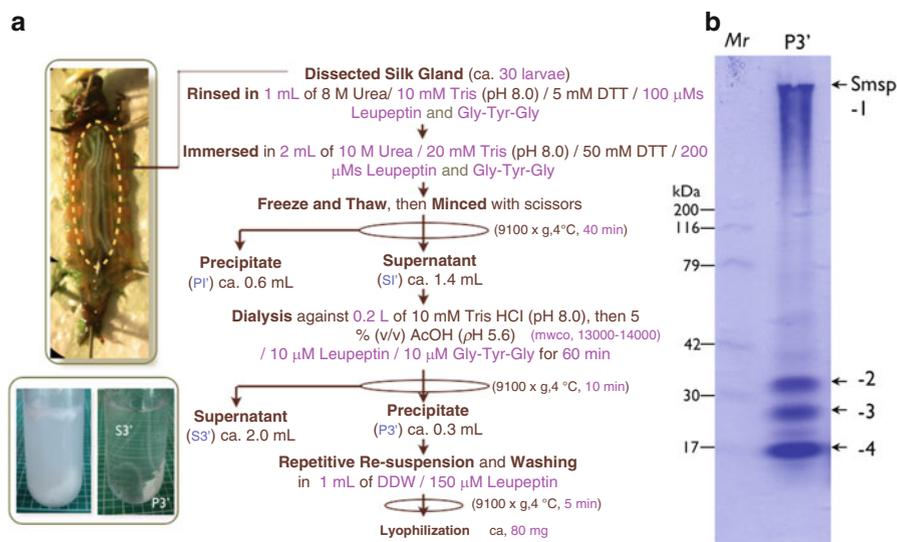 a
Dissected Silk Gland (ca. 30 larvae)
Rinsed in 1 mL of 8 M Urea/ 10 mM Tris (pH 8.0) / 5 mM DTT / 100 μMs
Leupeptin and Gly-Tyr-Gly
Immersed in 2 mL of 10 M Urea / 20 mM Tris (pH 8.0) / 50 mM DTT / 200
μMs Leupeptin and Gly-Tyr-Gly
Freeze and Thaw, then Minced with scissors
(9100 x g,4°C, 40 min)
Precipitate
(PI') ca. 0.6 mL
Supernatant
(SI') ca. 1.4 mL
Dialysis against 0.2 L of 10 mM Tris HCl (pH 8.0), then 5
% (v/v) AcOH (pH 5.6) (mwco, 13000-14000)
/ 10 μM Leupeptin / 10 μM Gly-Tyr-Gly for 60 min
(9100 x g,4 °C, 10 min)
Supernatant
(S3') ca. 2.0 mL
Precipitate
(P3') ca. 0.3 mL
Repetitive Re-suspension and Washing
in 1 mL of DDW / 150 μM Leupeptin
(9100 x g,4 °C, 5 min)
Lyophilization ca, 80 mg
S3'
P3'
b
Mr P3'
Smsp
-1
kDa
200
116
79
42
30
17
-2
-3
-4